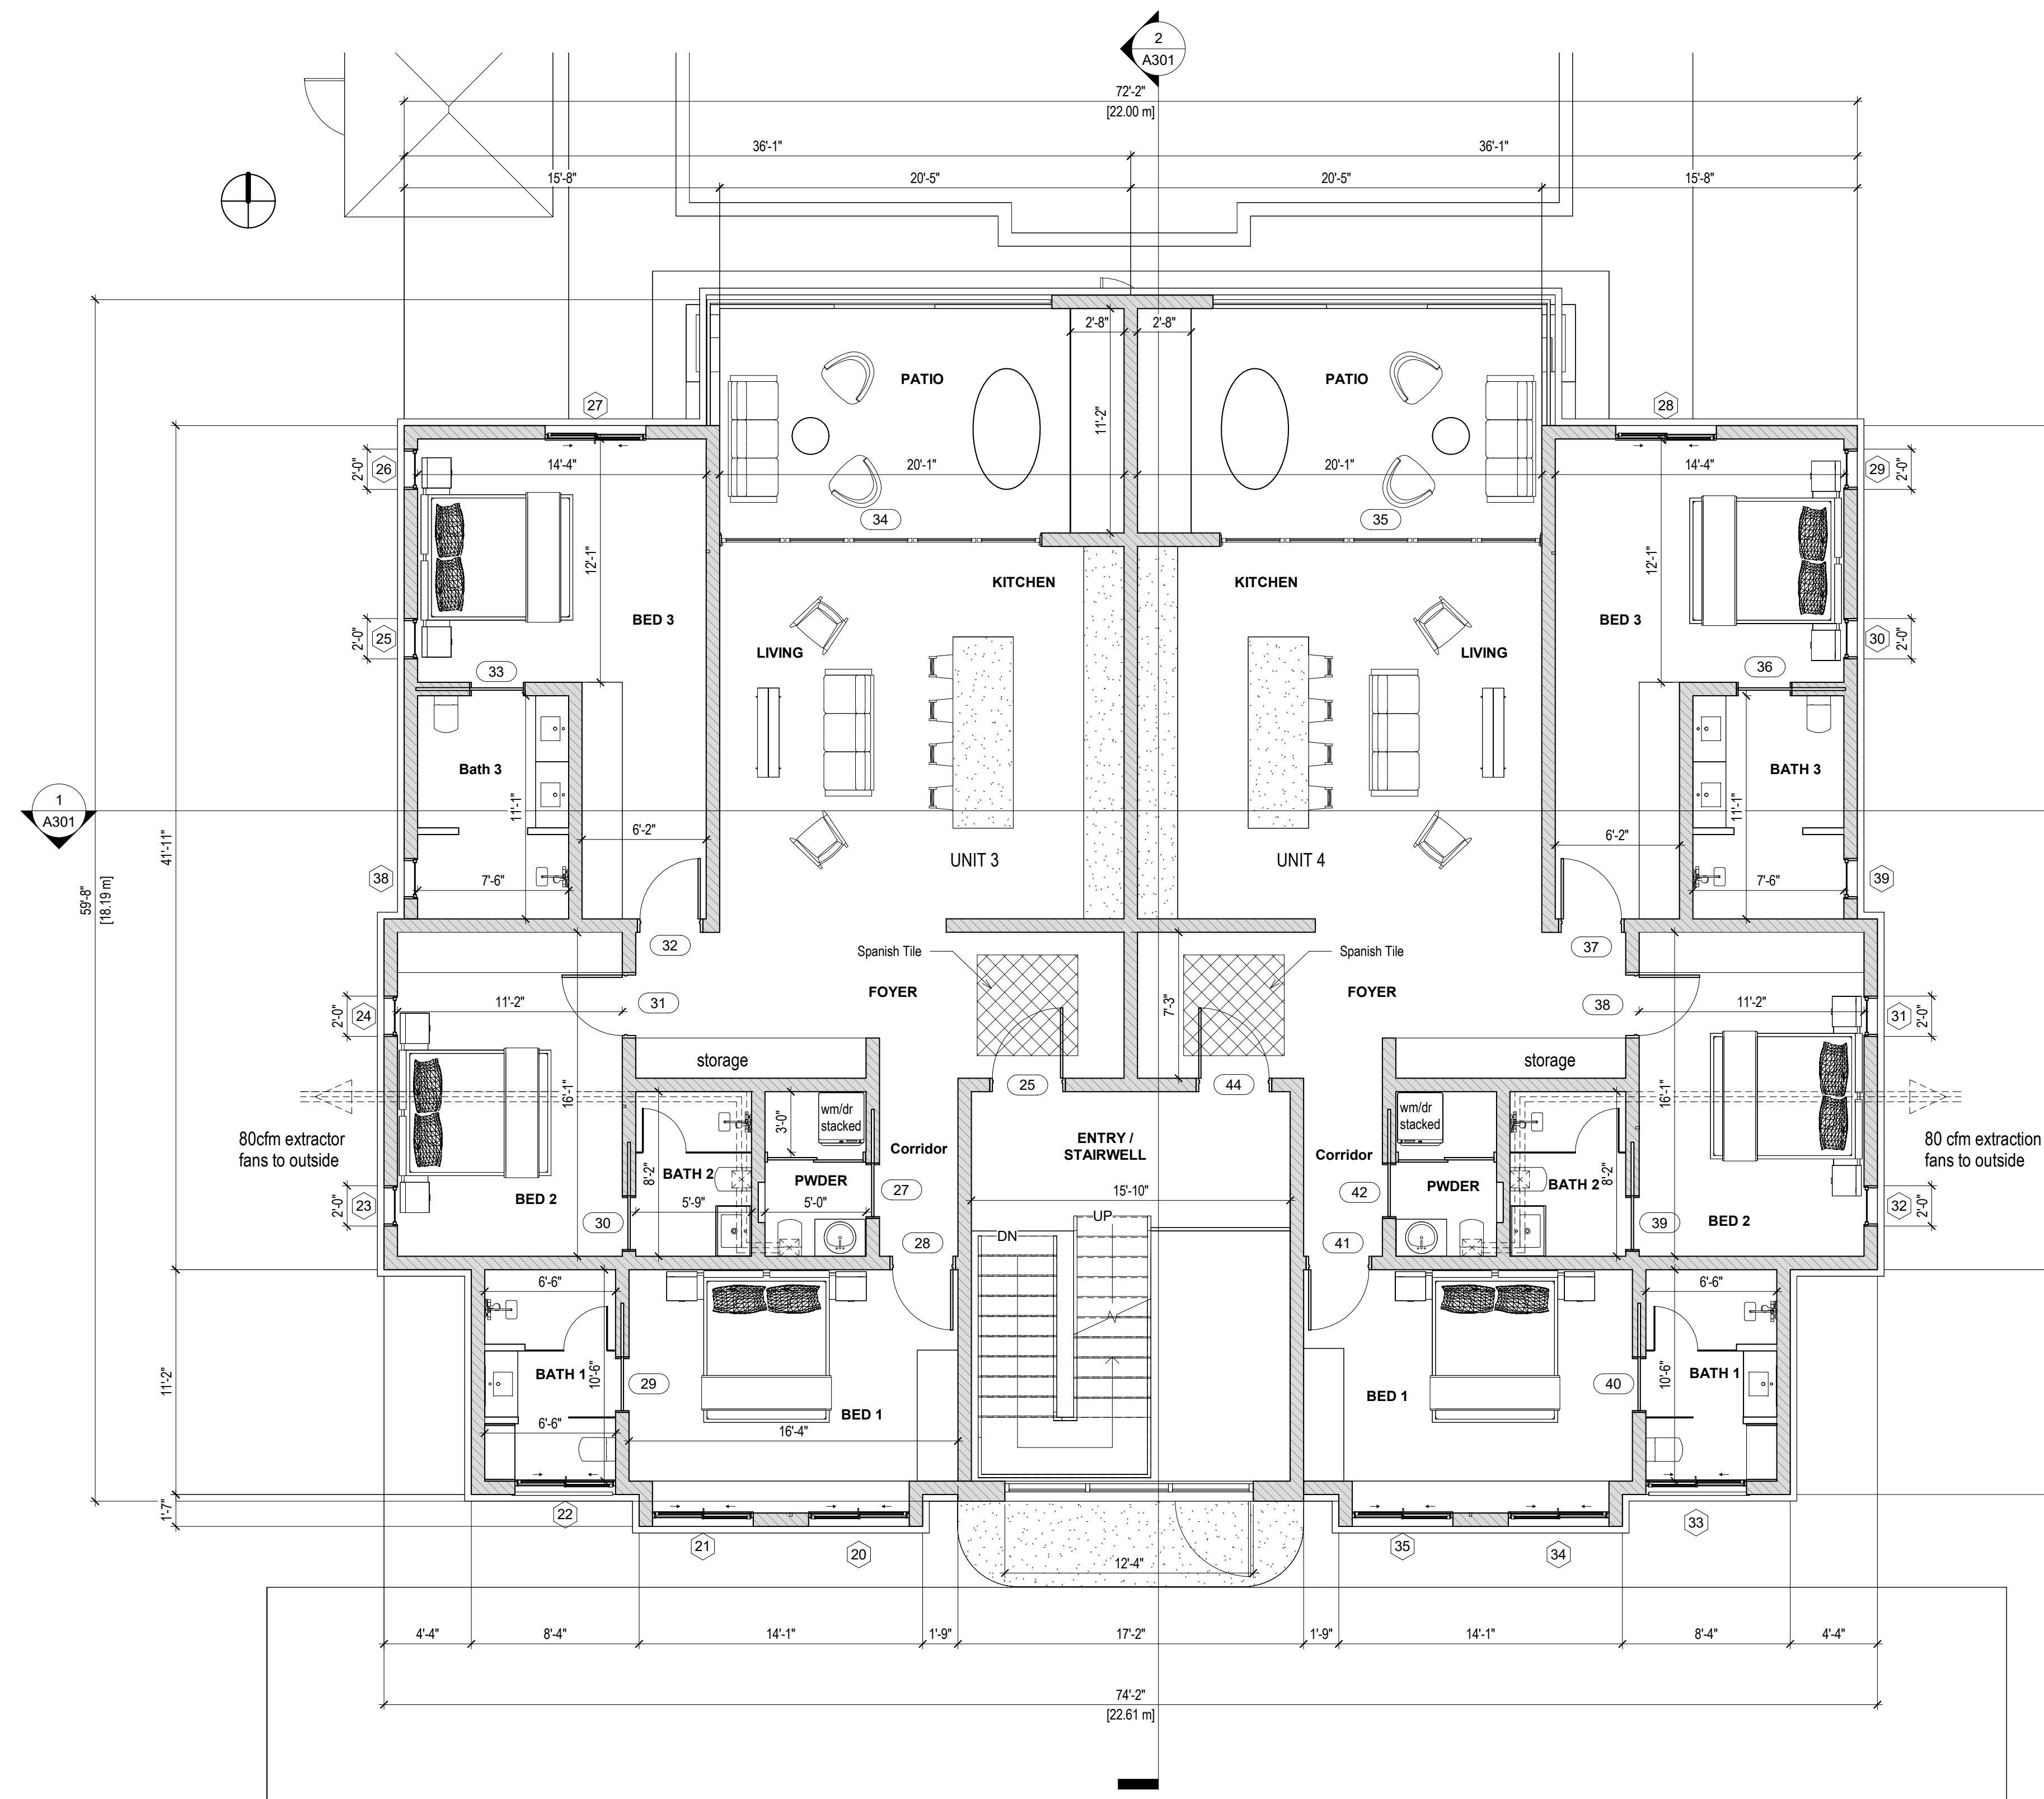 2
A301
72'-2"
[22.00 m]
36'-1"
36'-1"
15'-8"
20'-5"
20'-5"
15'-8"
2'-8"
2'-8"
PATIO
PATIO
11'-2"
27
28
26
2'-0"
14'-4"
20'-1"
20'-1"
14'-4"
29
2'-0"
34
35
12'-1"
12'-1"
KITCHEN
KITCHEN
BED 3
BED 3
25
2'-0"
30
2'-0"
LIVING
LIVING
33
36
Bath 3
BATH 3
11'-1"
11'-1"
1
A301
6'-2"
6'-2"
UNIT 3
UNIT 4
41'-11"
59'-8"
[18.19 m]
38
7'-6"
7'-6"
39
32
37
Spanish Tile
Spanish Tile
FOYER
FOYER
7'-3"
11'-2"
31
38
11'-2"
24
2'-0"
31
2'-0"
storage
storage
25
44
16'-1"
16'-1"
wm/dr
stacked
wm/dr
stacked
3'-0"
80cfm extractor
fans to outside
80 cfm extraction
fans to outside
ENTRY /
STAIRWELL
Corridor
Corridor
8'-2"
BATH 2
PWDER
PWDER
BATH 2
8'-2"
27
42
15'-10"
5'-9"
5'-0"
BED 2
BED 2
23
2'-0"
32
2'-0"
30
39
UP
DN
28
41
6'-6"
6'-6"
BATH 1
10'-6"
29
40
10'-6"
BATH 1
11'-2"
BED 1
BED 1
6'-6"
16'-4"
1'-7"
22
33
21
20
35
34
12'-4"
4'-4"
8'-4"
14'-1"
1'-9"
17'-2"
1'-9"
14'-1"
8'-4"
4'-4"
74'-2"
[22.61 m]